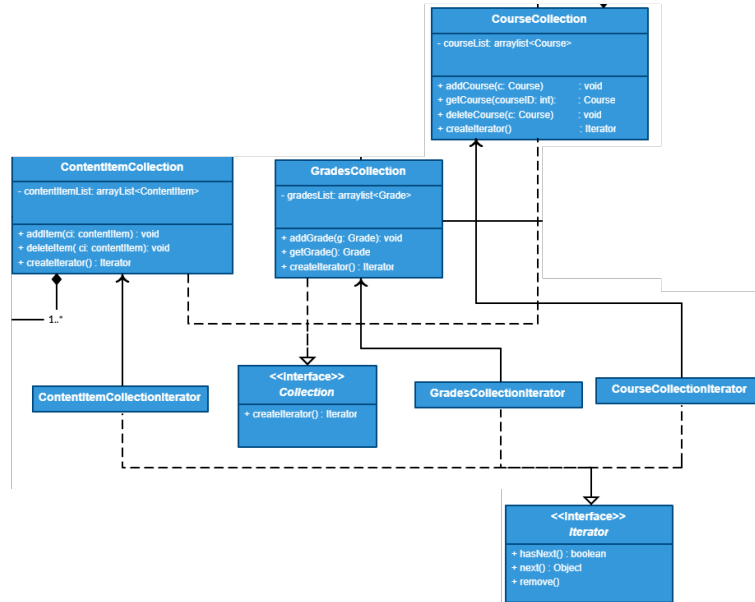 CourseCollection
- courseList: arraylist<Course>
+ addCourse(c: Course) : void
+ getCourse(courseID: int): : Course
+ deleteCourse(c: Course) : void
+ createIterator() : Iterator
ContentItemCollection
- contentItemList: arrayList<ContentItem>
+ addItem(ci: contentItem) : void
+ deleteItem( ci: contentItem): void
+ createIterator() : Iterator
GradesCollection
- gradesList: arraylist<Grade>
+ addGrade(g: Grade): void
+ getGrade(): Grade
+ createIterator() : Iterator
1..*
ContentItemCollectionIterator
<<Interface>>
Collection
+ createIterator() : Iterator
GradesCollectionIterator
CourseCollectionIterator
<<Interface>>
Iterator
+ hasNext() : boolean
+ next() : Object
+ remove()